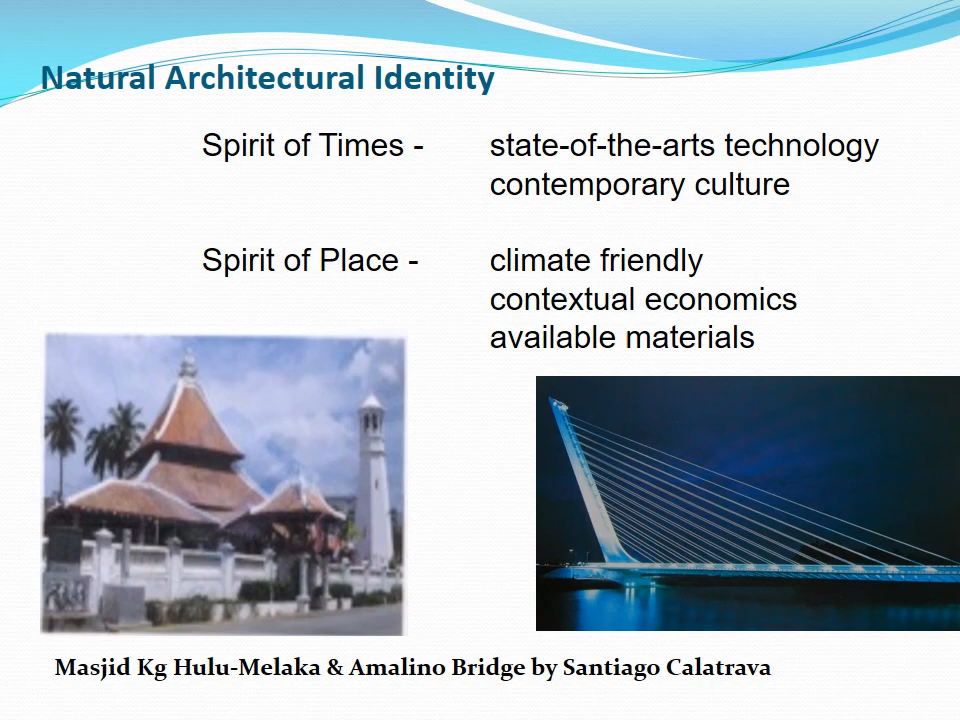 Natural Architectural Identity
Spirit of Times - state-of-the-arts technology
contemporary culture
Spirit of Place - climate friendly
contextual economics
available materials
Masjid Kg Hulu-Melaka & Amalino Bridge by Santiago Calatrava